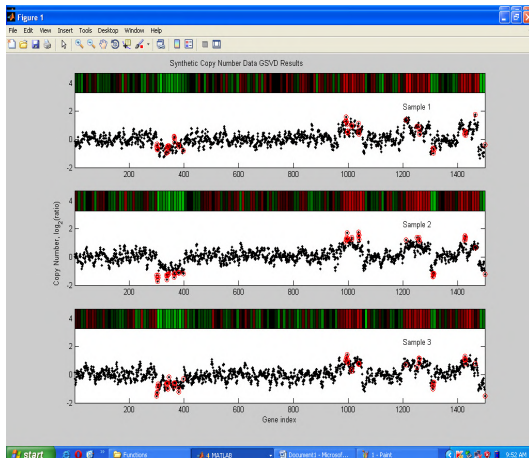 Figure 1
File Edit View Insert Tools Desktop Window Help
Synthetic Copy Number Data GSVD Results
Sample 1
4
2
0
-2
200 400 600 800 1000 1200 1400
Copy Number, log2(ratio)
Sample 2
4
2
0
-2
200 400 600 800 1000 1200 1400
Sample 3
4
2
0
-2
200 400 600 800 1000 1200 1400
Gene index
start
Functions
4 MATLAB
Document1 - Microsof...
1 - Paint
9:52 AM